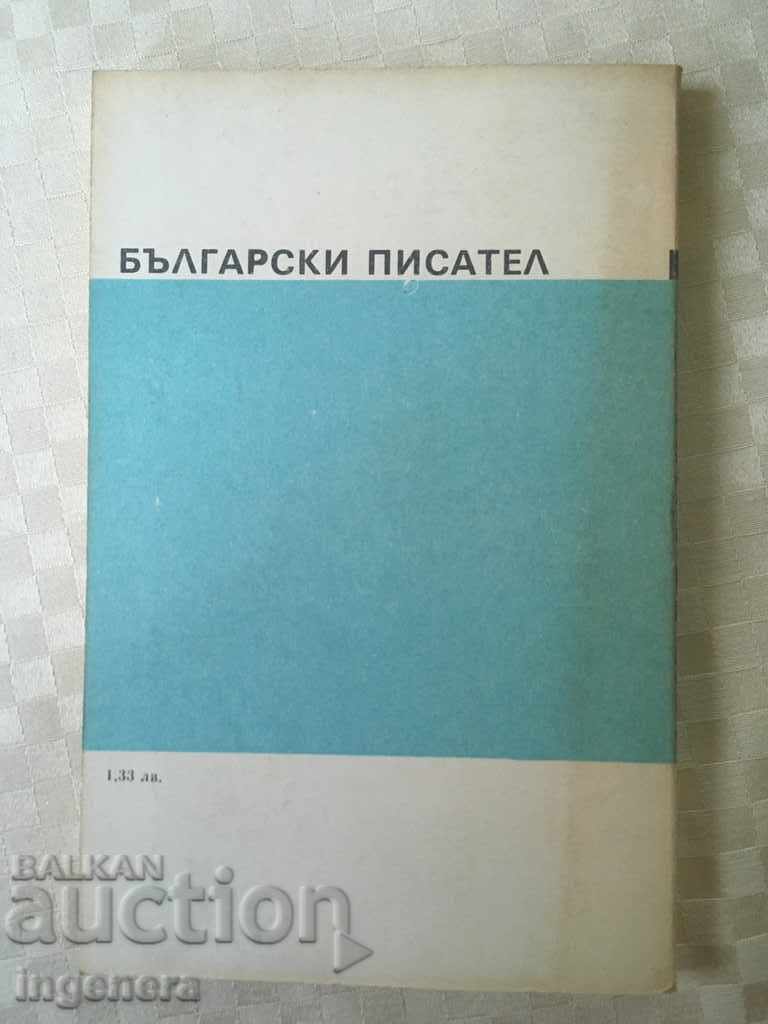 БЪЛГАРСКИ ПИСАТЕЛ
1,33 лв.
BALKAN
auction
ingenera